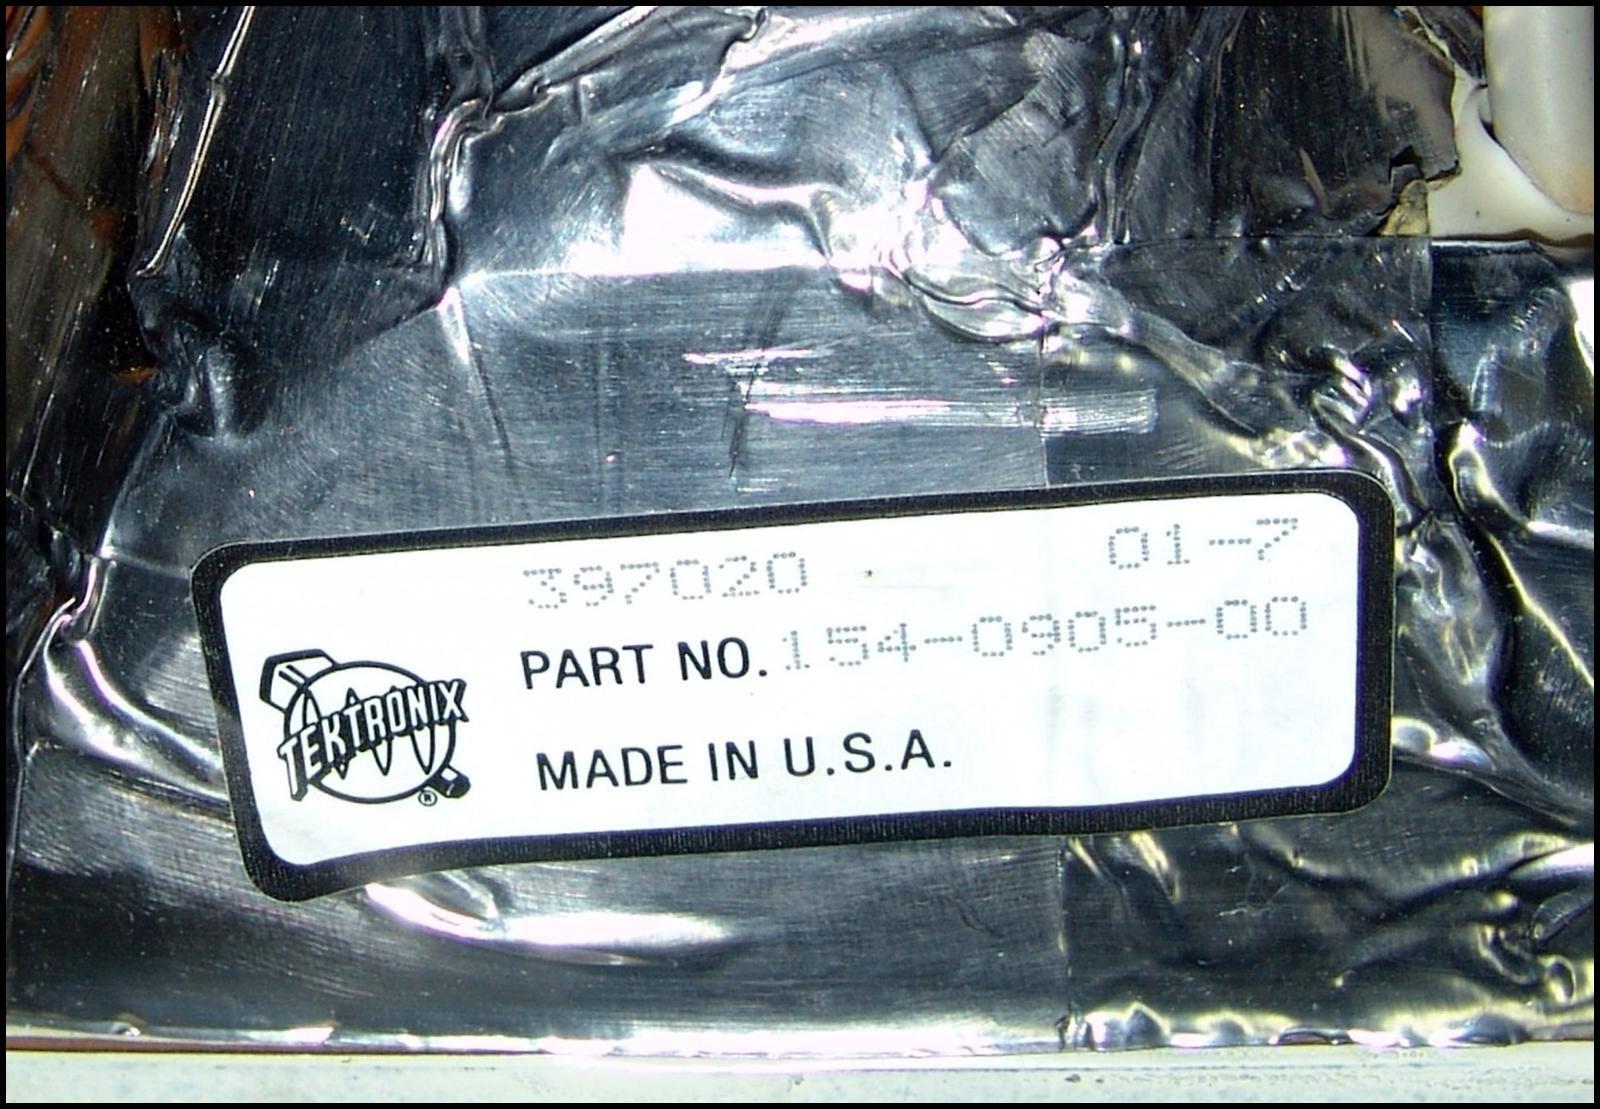 397020 01-7
PART NO. 154-0905-00
TEKTRONIX
®
MADE IN U.S.A.